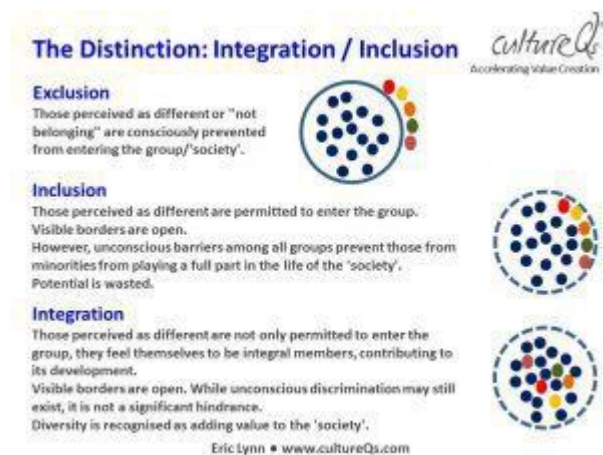 The Distinction: Integration / Inclusion
cultureQs
Accelerating Value Creation
Exclusion
Those perceived as different or "not
belonging" are consciously prevented
from entering the group/'society'.
Inclusion
Those perceived as different are permitted to enter the group.
Visible borders are open.
However, unconscious barriers among all groups prevent those from
minorities from playing a full part in the life of the 'society'.
Potential is wasted.
Integration
Those perceived as different are not only permitted to enter the
group, they feel themselves to be integral members, contributing to
its development.
Visible borders are open. While unconscious discrimination may still
exist, it is not a significant hindrance.
Diversity is recognised as adding value to the 'society'.
Eric Lynn • www.cultureQs.com